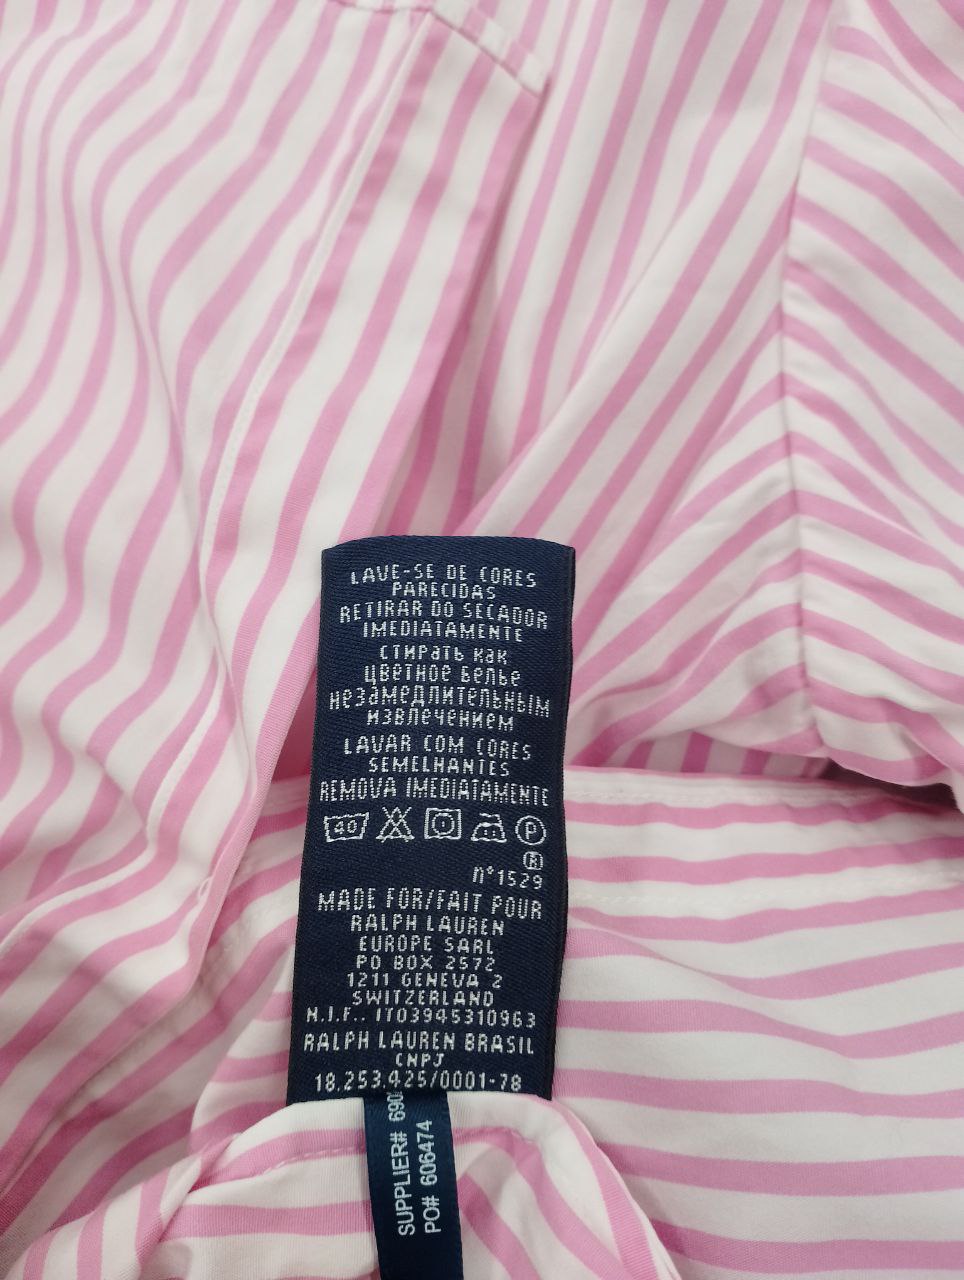 LAVE-SE DE CORES
PARECIDAS
RETIRAR DO SECADOR
IMEDIATAMENTE
СТИРАТЬ КАК
ЦВЕТНОЕ БЕЛЬЕ
НЕЗАМЕДЛИТЕЛЬНЫМ
ИЗВЛЕЧЕНИЕМ
LAVAR COM CORES
SEMELHANTES
REMOVA IMEDIATAMENTE
40 P
R
n°1529
MADE FOR/FAIT POUR
RALPH LAUREN
EUROPE SARL
PO BOX 2572
1211 GENEVA 2
SWITZERLAND
N.I.F.. IT03945310963
RALPH LAUREN BRASIL
CNPJ
18.253.425/0001-78
SUPPLIER#
PO# 606474